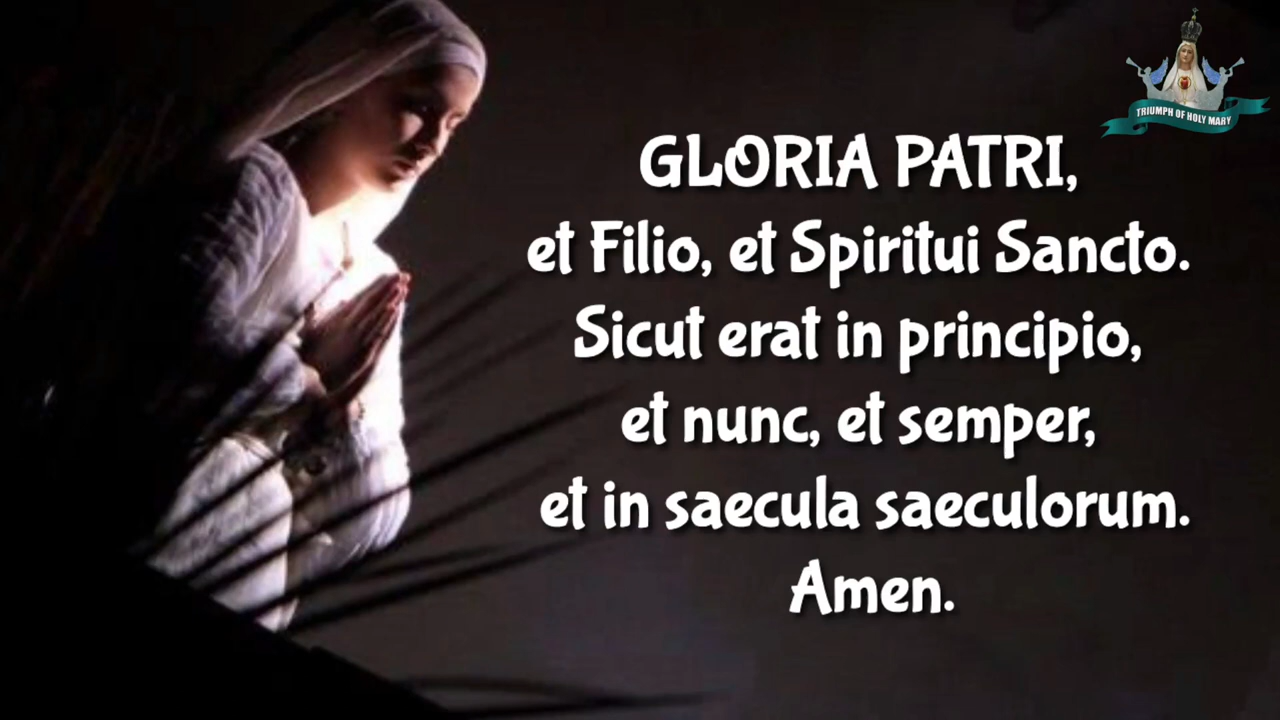 TRIUMPH OF HOLY MARY
GLORIA PATRI,
et Filio, et Spiritui Sancto.
Sicut erat in principio,
et nunc, et semper,
et in saecula saeculorum.
Amen.